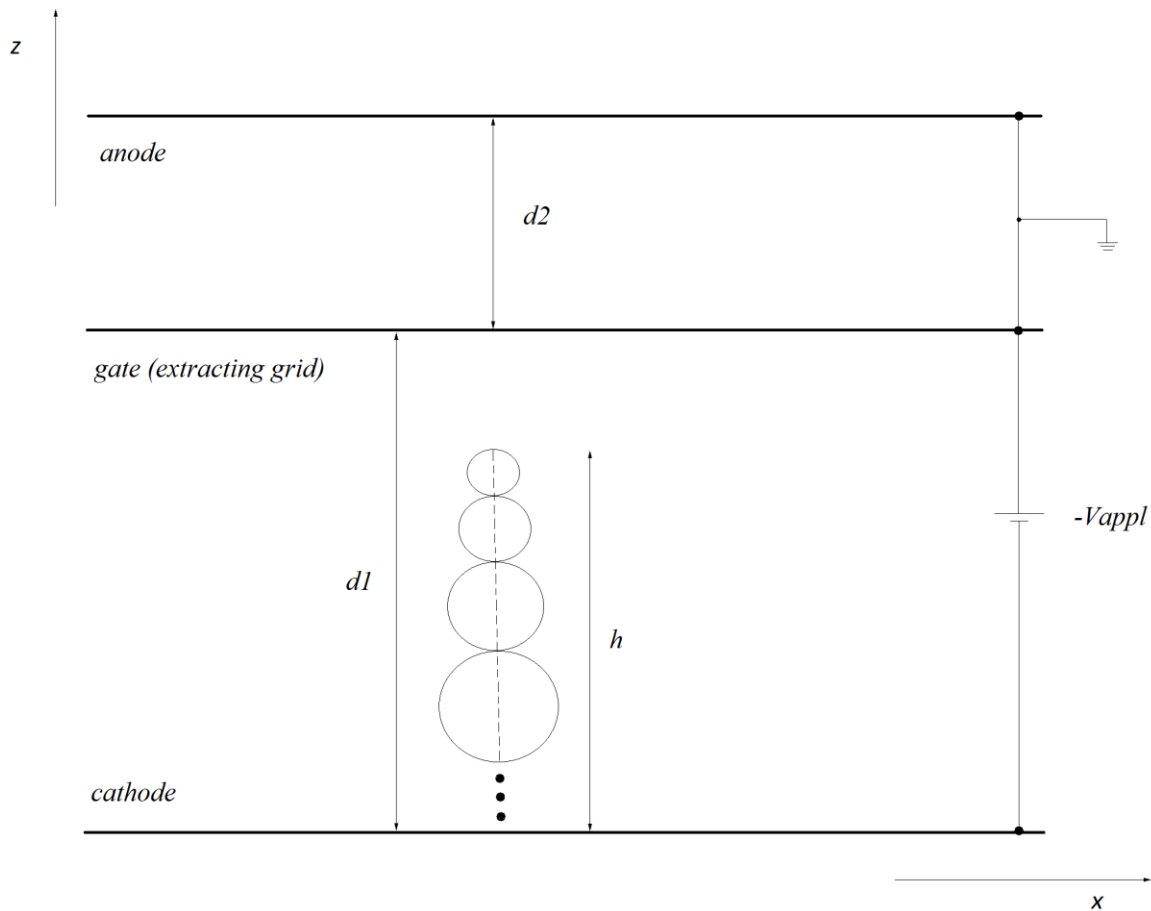 z
anode
d2
gate (extracting grid)
-Vappl
d1
h
cathode
x